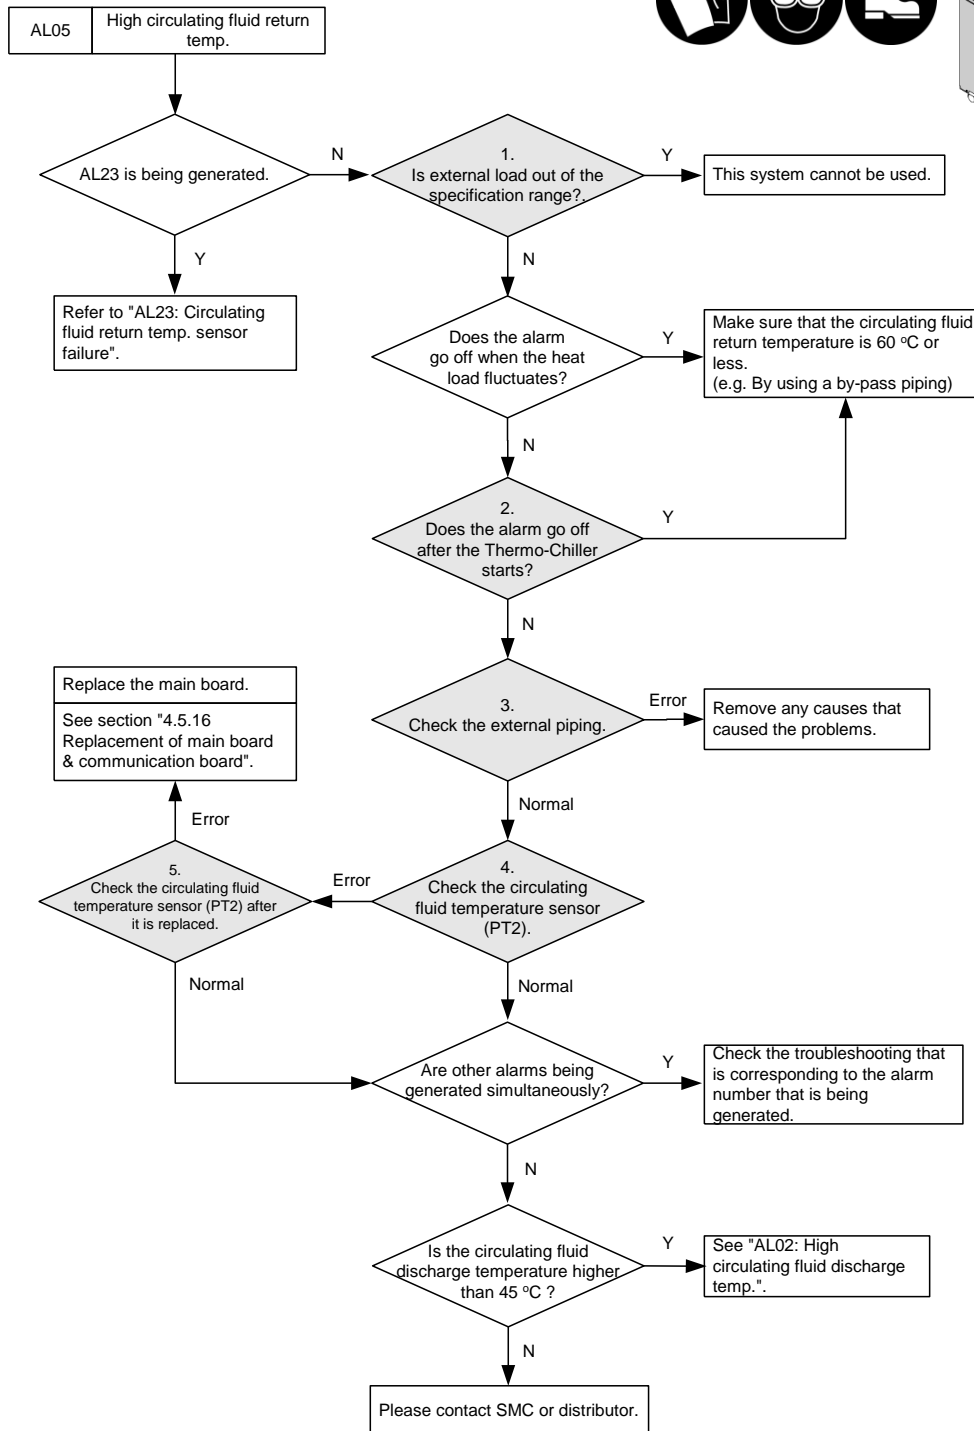 AL05
High circulating fluid return
temp.
AL23 is being generated.
N
1.
Is external load out of the
specification range?.
Y
This system cannot be used.
Y
N
Refer to "AL23: Circulating
fluid return temp. sensor
failure".
Does the alarm
go off when the heat
load fluctuates?
Y
Make sure that the circulating fluid
return temperature is 60 °C or
less.
(e.g. By using a by-pass piping)
N
2.
Does the alarm go off
after the Thermo-Chiller
starts?
Y
N
Replace the main board.
See section "4.5.16
Replacement of main board
& communication board".
3.
Check the external piping.
Error
Remove any causes that
caused the problems.
Error
Normal
5.
Check the circulating fluid
temperature sensor (PT2) after
it is replaced.
Error
4.
Check the circulating
fluid temperature sensor
(PT2).
Normal
Normal
Are other alarms being
generated simultaneously?
Y
Check the troubleshooting that
is corresponding to the alarm
number that is being
generated.
N
Is the circulating fluid
discharge temperature higher
than 45 °C ?
Y
See "AL02: High
circulating fluid discharge
temp.".
N
Please contact SMC or distributor.